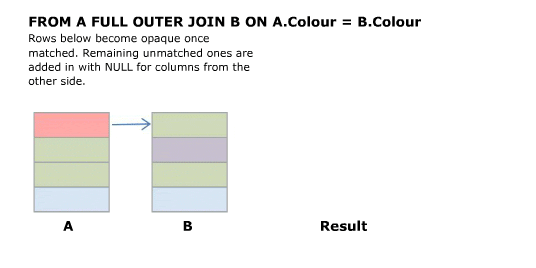 FROM A FULL OUTER JOIN B ON A.Colour = B.Colour
Rows below become opaque once
matched. Remaining unmatched ones are
added in with NULL for columns from the
other side.
A B Result